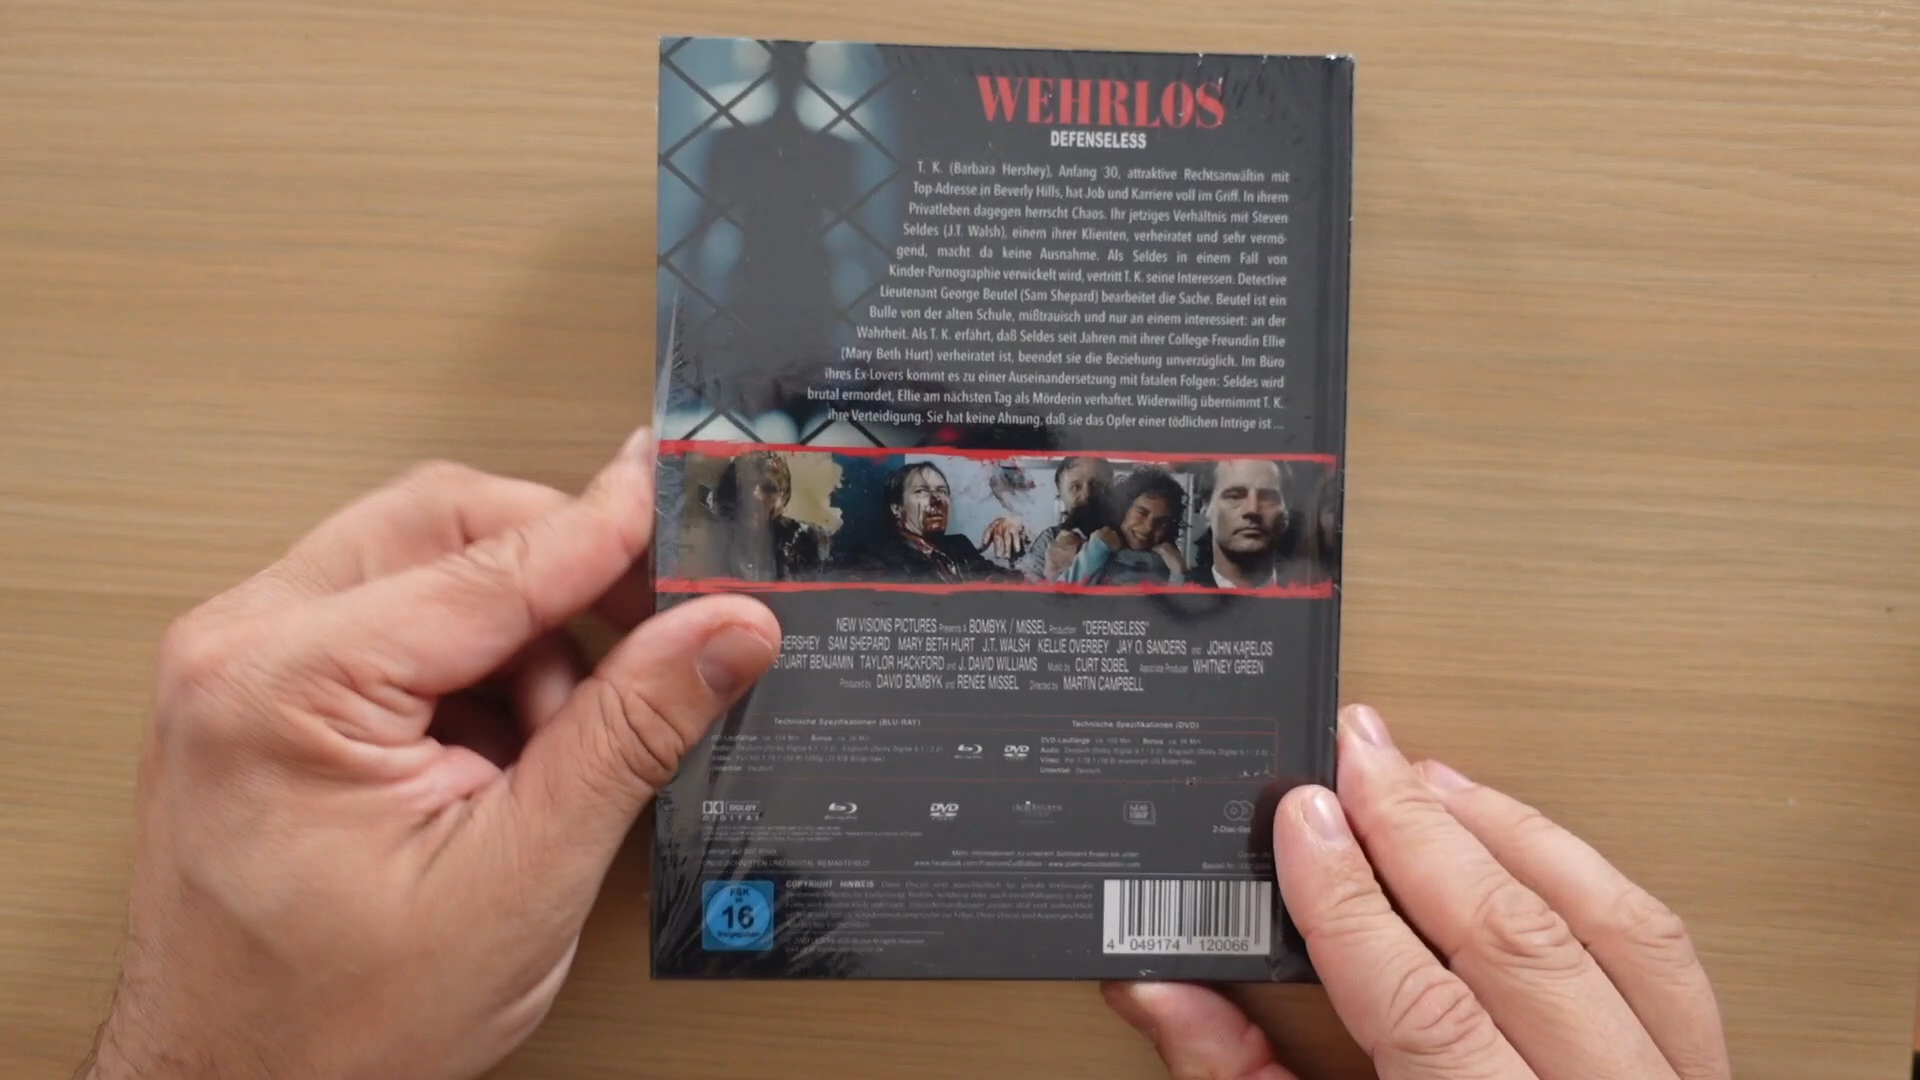 WEHRLOS
DEFENSELESS
T. K. (Barbara Hershey), Anfang 30, attraktive Rechtsanwältin mit
Top-Adresse in Beverly Hills, hat Job und Karriere voll im Griff. In ihrem
Privatleben dagegen herrscht Chaos. Ihr jetziges Verhältnis mit Steven
Seldes (J.T. Walsh), einem ihrer Klienten, verheiratet und sehr vermö-
gend, macht da keine Ausnahme. Als Seldes in einem Fall von
Kinder-Pornographie verwickelt wird, vertritt T. K. seine Interessen. Detective
Lieutenant George Beutel (Sam Shepard) bearbeitet die Sache. Beutel ist ein
Bulle von der alten Schule, mißtrauisch und nur an einem interessiert: an der
Wahrheit. Als T. K. erfährt, daß Seldes seit Jahren mit ihrer College-Freundin Ellie
(Mary Beth Hurt) verheiratet ist, beendet sie die Beziehung unverzüglich. Im Büro
ihres Ex-Lovers kommt es zu einer Auseinandersetzung mit fatalen Folgen: Seldes wird
brutal ermordet, Ellie am nächsten Tag als Mörderin verhaftet. Widerwillig übernimmt T. K.
ihre Verteidigung. Sie hat keine Ahnung, daß sie das Opfer einer tödlichen Intrige ist ...
NEW VISIONS PICTURES Presents A BOMBYK / MISSEL Production "DEFENSELESS"
HERSHEY SAM SHEPARD MARY BETH HURT J.T. WALSH KELLIE OVERBEY JAY O. SANDERS and JOHN KAPELOS
STUART BENJAMIN TAYLOR HACKFORD and J. DAVID WILLIAMS Music by CURT SOBEL Associate Producer WHITNEY GREEN
Produced by DAVID BOMBYK and RENEE MISSEL Directed by MARTIN CAMPBELL
Technische Spezifikationen (BLU-RAY)
Technische Spezifikationen (DVD)
Untertitel: Deutsch
Untertitel: Deutsch
DOLBY
DIGITAL
DVD
2-Disc-Set
COPYRIGHT HINWEIS
FSK
ab
16
freigegeben
4 049174 120066